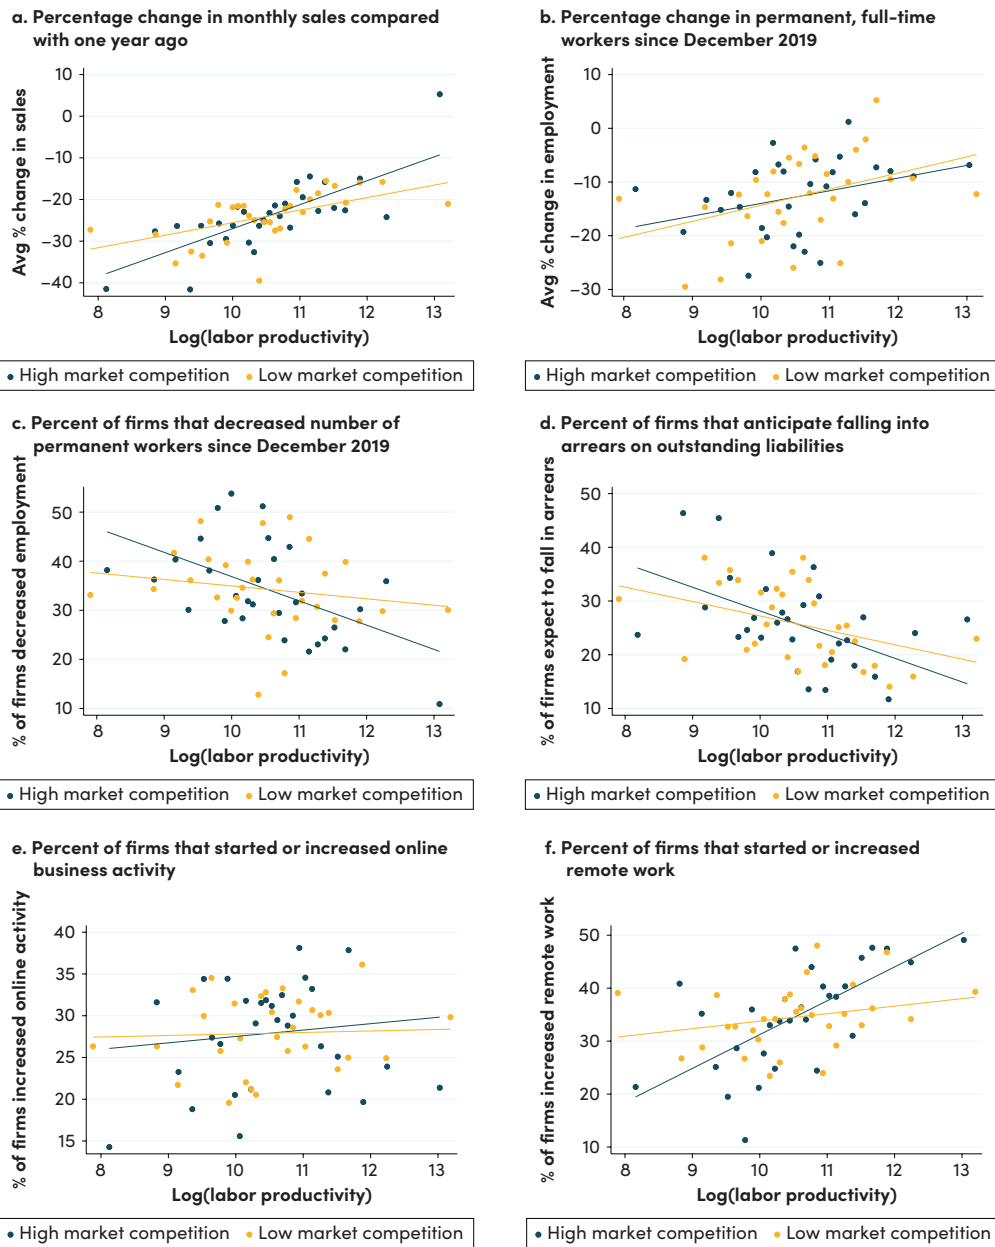 a. Percentage change in monthly sales compared
with one year ago
Avg % change in sales
10
0
−10
−20
−30
−40
8 9 10 11 12 13
Log(labor productivity)
High market competition Low market competition
b. Percentage change in permanent, full-time
workers since December 2019
Avg % change in employment
10
0
−10
−20
−30
8 9 10 11 12 13
Log(labor productivity)
High market competition Low market competition
c. Percent of firms that decreased number of
permanent workers since December 2019
% of firms decreased employment
50
40
30
20
10
8 9 10 11 12 13
Log(labor productivity)
High market competition Low market competition
d. Percent of firms that anticipate falling into
arrears on outstanding liabilities
% of firms expect to fall in arrears
50
40
30
20
10
8 9 10 11 12 13
Log(labor productivity)
High market competition Low market competition
e. Percent of firms that started or increased online
business activity
% of firms increased online activity
40
35
30
25
20
15
8 9 10 11 12 13
Log(labor productivity)
High market competition Low market competition
f. Percent of firms that started or increased
remote work
% of firms increased remote work
50
40
30
20
10
8 9 10 11 12 13
Log(labor productivity)
High market competition Low market competition